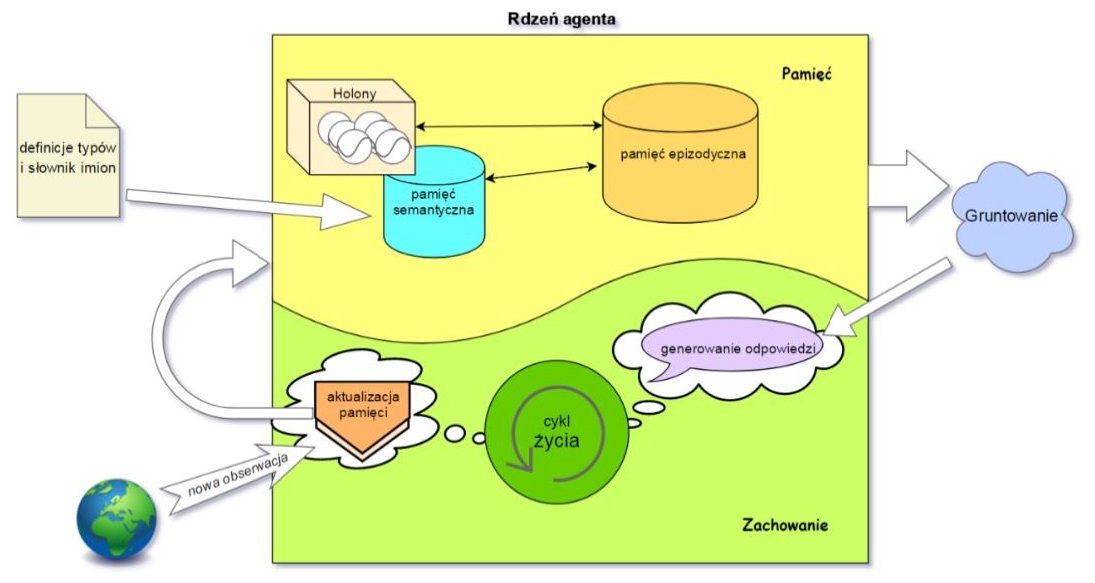 Rdzeń agenta
Pamięć
Holony
definicje typów
i słownik imion
pamięć epizodyczna
pamięć
semantyczna
Gruntowanie
generowanie odpowiedzi
aktualizacja
pamięci
cykl
życia
nowa obserwacja
Zachowanie